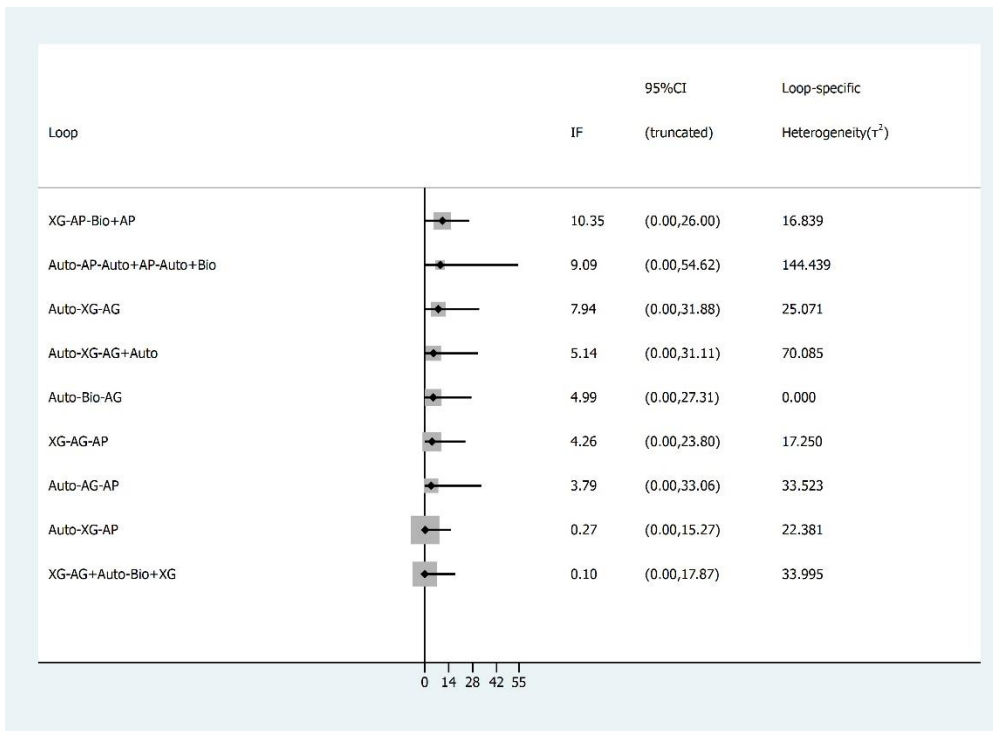 95%CI Loop-specific
Loop IF (truncated) Heterogeneity(τ²)
XG-AP-Bio+AP 10.35 (0.00,26.00) 16.839
Auto-AP-Auto+AP-Auto+Bio 9.09 (0.00,54.62) 144.439
Auto-XG-AG 7.94 (0.00,31.88) 25.071
Auto-XG-AG+Auto 5.14 (0.00,31.11) 70.085
Auto-Bio-AG 4.99 (0.00,27.31) 0.000
XG-AG-AP 4.26 (0.00,23.80) 17.250
Auto-AG-AP 3.79 (0.00,33.06) 33.523
Auto-XG-AP 0.27 (0.00,15.27) 22.381
XG-AG+Auto-Bio+XG 0.10 (0.00,17.87) 33.995
0 14 28 42 55